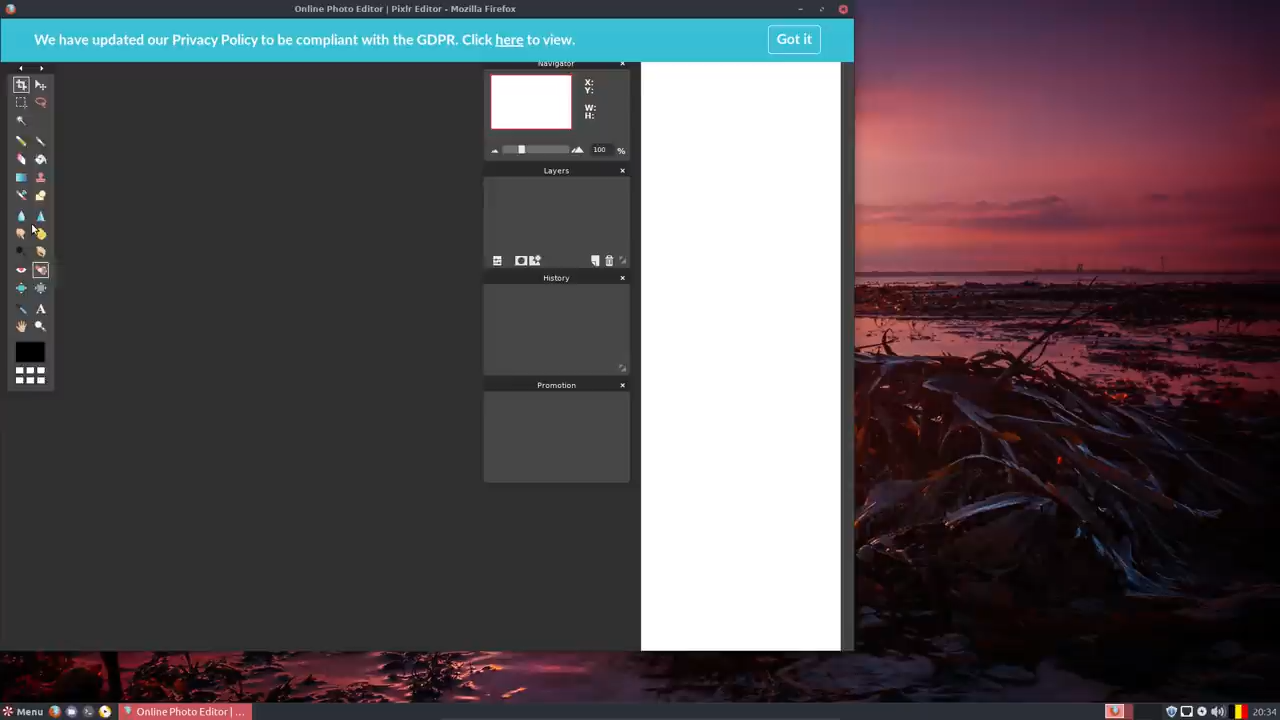 Online Photo Editor | Pixlr Editor - Mozilla Firefox
We have updated our Privacy Policy to be compliant with the GDPR. Click here to view.
Got it
Navigator
X:
Y:
W:
H:
100 %
Layers
History
Promotion
A
Menu
Online Photo Editor | ...
20:34